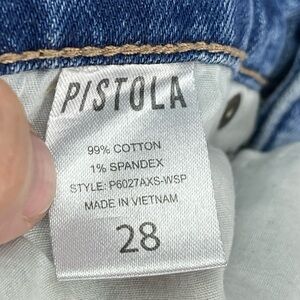 PISTOLA
99% COTTON
1% SPANDEX
STYLE: P6027AXS-WSP
MADE IN VIETNAM
28